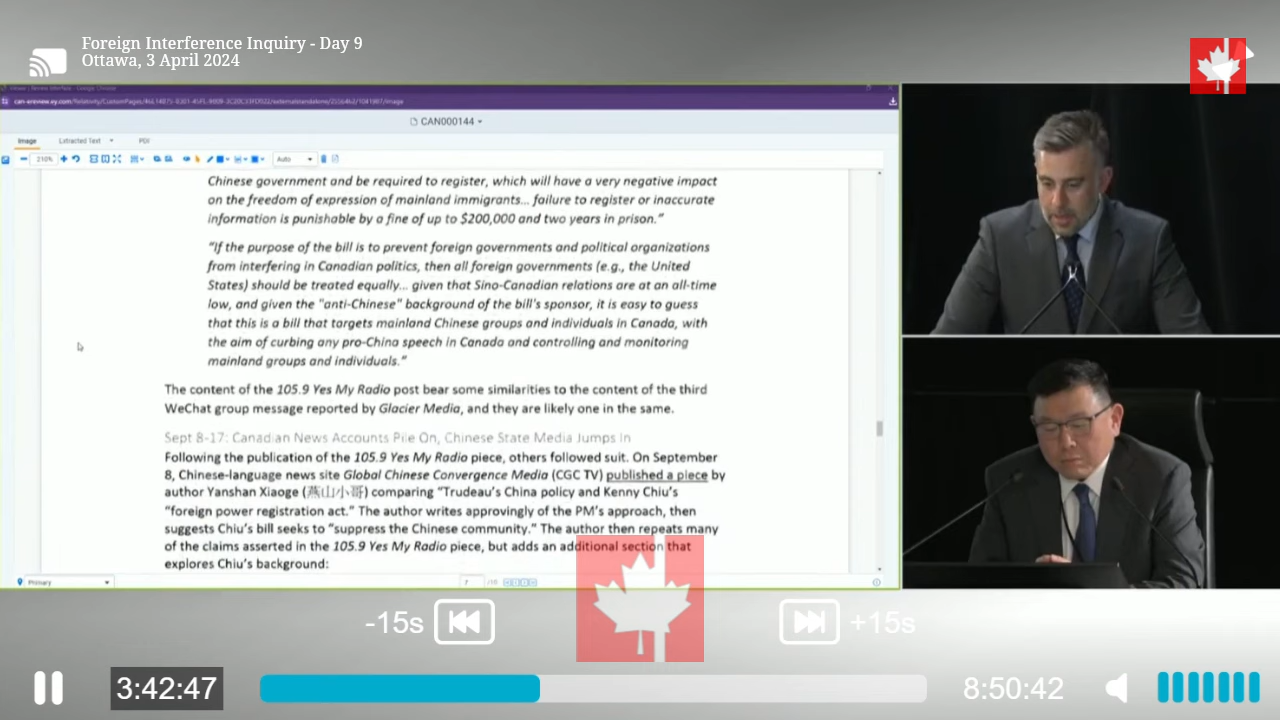 Foreign Interference Inquiry - Day 9
Ottawa, 3 April 2024
CAN000144
Image
Extracted Text
PDF
210%
Auto
Chinese government and be required to register, which will have a very negative impact
on the freedom of expression of mainland immigrants... failure to register or inaccurate
information is punishable by a fine of up to $200,000 and two years in prison."
"If the purpose of the bill is to prevent foreign governments and political organizations
from interfering in Canadian politics, then all foreign governments (e.g., the United
States) should be treated equally... given that Sino-Canadian relations are at an all-time
low, and given the "anti-Chinese" background of the bill's sponsor, it is easy to guess
that this is a bill that targets mainland Chinese groups and individuals in Canada, with
the aim of curbing any pro-China speech in Canada and controlling and monitoring
mainland groups and individuals."
The content of the 105.9 Yes My Radio post bear some similarities to the content of the third
WeChat group message reported by Glacier Media, and they are likely one in the same.
Sept 8-17: Canadian News Accounts Pile On, Chinese State Media Jumps In
Following the publication of the 105.9 Yes My Radio piece, others followed suit. On September
8, Chinese-language news site Global Chinese Convergence Media (CGC TV) published a piece by
author Yanshan Xiaoge (燕山小哥) comparing "Trudeau's China policy and Kenny Chiu's
"foreign power registration act." The author writes approvingly of the PM's approach, then
suggests Chiu's bill seeks to "suppress the Chinese community." The author then repeats many
of the claims asserted in the 105.9 Yes My Radio piece, but adds an additional section that
explores Chiu's background:
Primary
7
/10
-15s
+15s
3:42:47
8:50:42